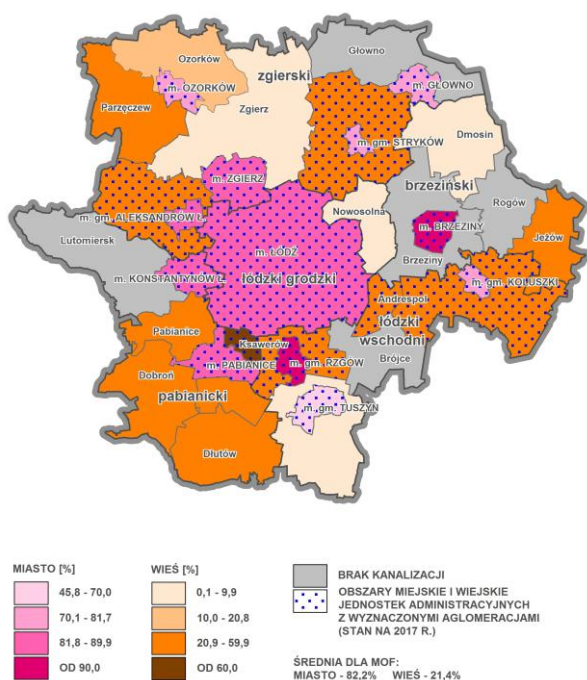 Ozorków
Głowno
zgierski
m. OZORKÓW
m. GŁOWNO
Parzęczew
Zgierz
Dmosin
m. gm. STRYKÓW
m. ZGIERZ
brzeziński
m. gm. ALEKSANDRÓW Ł.
Nowosolna
Rogów
Lutomiersk
m. BRZEZINY
Jeżów
m. ŁÓDŹ
Brzeziny
m. KONSTANTYNÓW Ł.
łódzki grodzki
m. gm. KOLUSZKI
Andrespol
łódzki
wschodni
Pabianice
Ksawerów
Brójce
m. PABIANICE
m. gm. RZGÓW
Dobroń
pabianicki
m. gm. TUSZYN
Dłutów
MIASTO [%]
45,8 - 70,0
70,1 - 81,7
81,8 - 89,9
OD 90,0
WIEŚ [%]
0,1 - 9,9
10,0 - 20,8
20,9 - 59,9
OD 60,0
BRAK KANALIZACJI
OBSZARY MIEJSKIE I WIEJSKIE
JEDNOSTEK ADMINISTRACYJNYCH
Z WYZNACZONYMI AGLOMERACJAMI
(STAN NA 2017 R.)
ŚREDNIA DLA MOF:
MIASTO - 82,2% WIEŚ - 21,4%